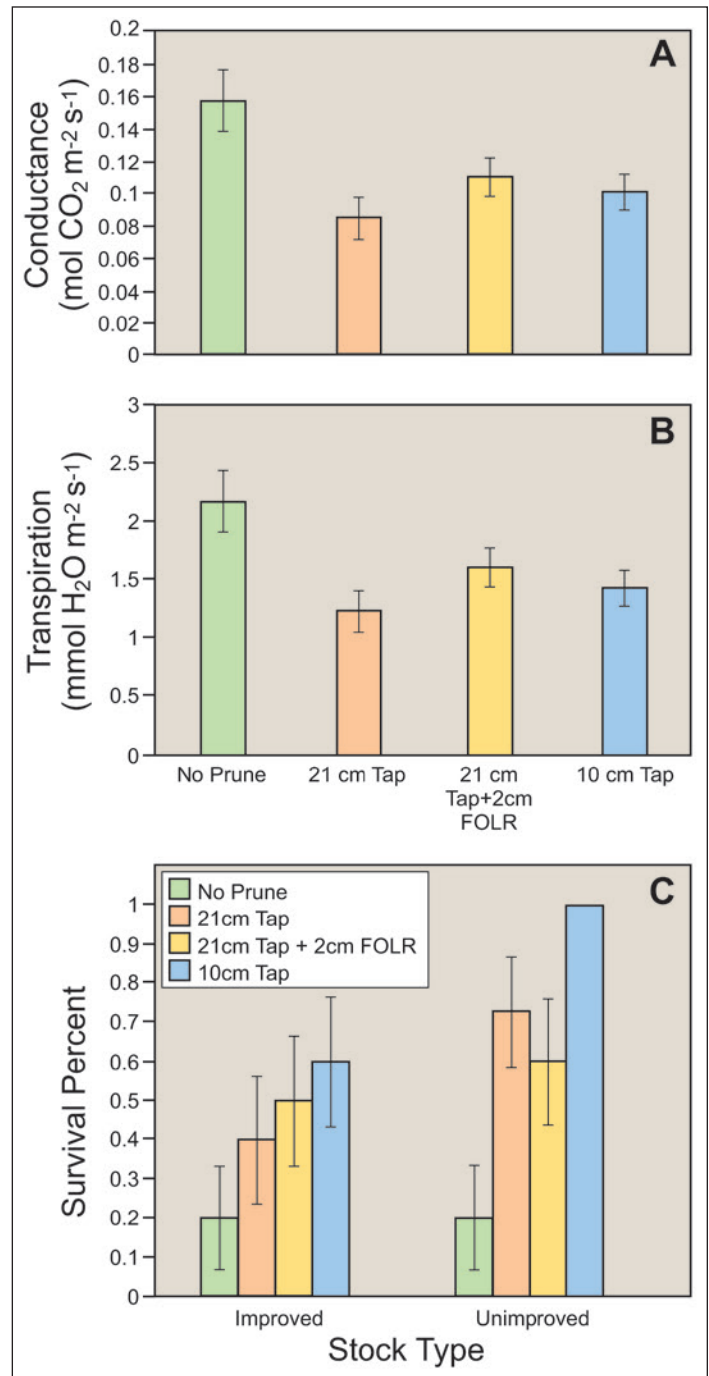 A
Conductance
(mol CO₂ m⁻² s⁻¹)
0.2
0.18
0.16
0.14
0.12
0.1
0.08
0.06
0.04
0.02
0
B
Transpiration
(mmol H₂O m⁻² s⁻¹)
3
2.5
2
1.5
1
0.5
0
No Prune
21 cm Tap
21 cm
Tap+2cm
FOLR
10 cm Tap
C
No Prune
21cm Tap
21cm Tap + 2cm FOLR
10cm Tap
Survival Percent
1
0.9
0.8
0.7
0.6
0.5
0.4
0.3
0.2
0.1
0
Improved
Unimproved
Stock Type